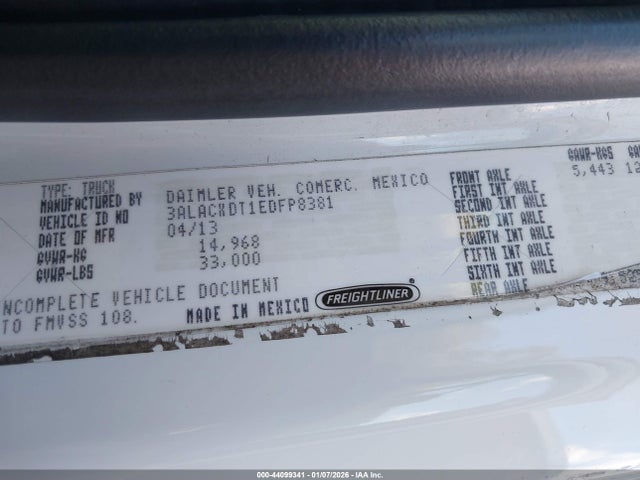 TYPE: TRUCK
MANUFACTURED BY DAIMLER VEH. COMERC. MEXICO
VEHICLE ID NO 3ALACXDT1EDFP8381
DATE OF MFR 04/13
GVWR-KG 14,968
GVWR-LBS 33,000
INCOMPLETE VEHICLE DOCUMENT
TO FMVSS 108. MADE IN MEXICO FREIGHTLINER
GAWR-KGS
FRONT AXLE 5,443
FIRST INT AXLE
SECOND INT AXLE
THIRD INT AXLE
FOURTH INT AXLE
FIFTH INT AXLE
SIXTH INT AXLE
REAR AXLE
000-44099341 - 01/07/2026 - IAA Inc.